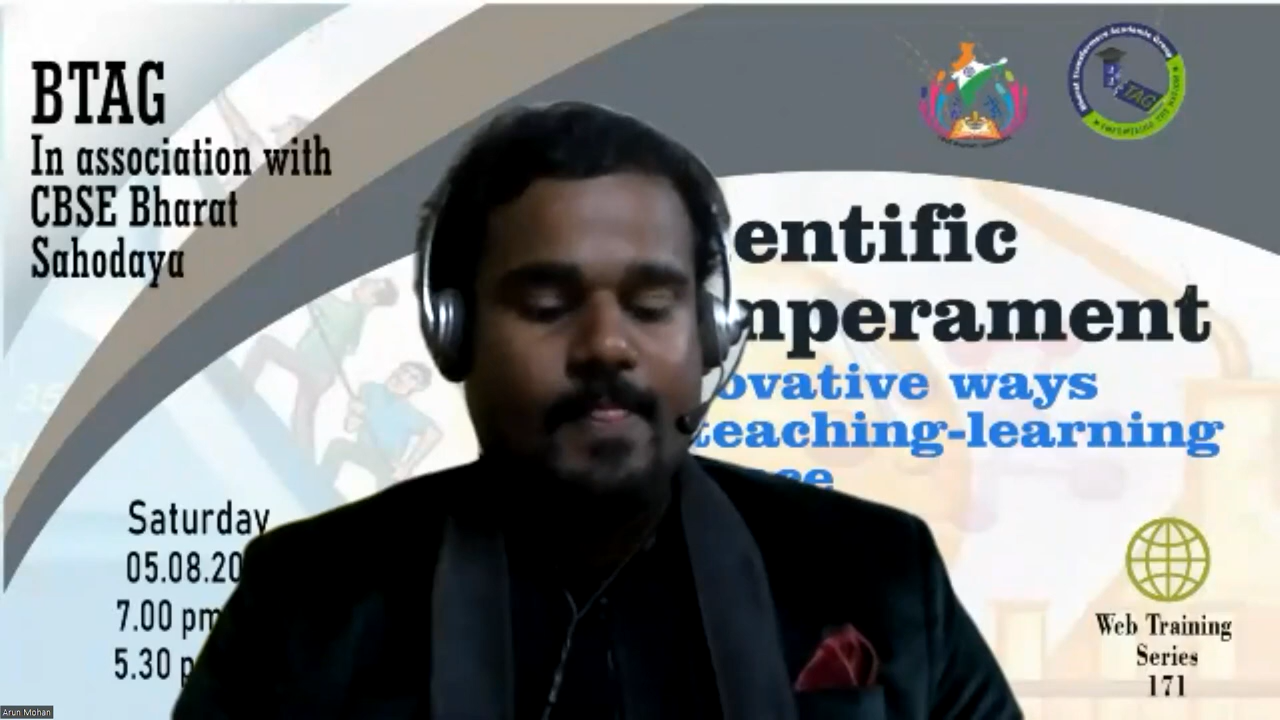 BTAG
In association with
CBSE Bharat
Sahodaya
entific
mperament
ovative ways
teaching-learning
Saturday
05.08.20
7.00 pm
5.30 p
Web Training
Series
171
Arun Mohan